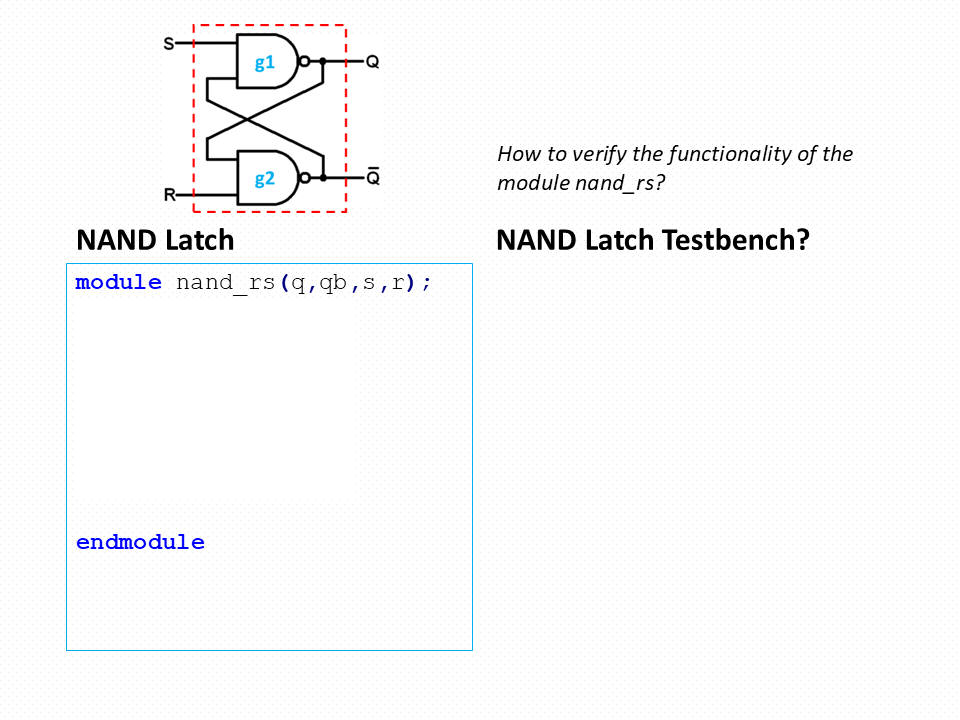 S
g1
Q
g2
Q̅
R
How to verify the functionality of the
module nand_rs?
NAND Latch
NAND Latch Testbench?
module nand_rs(q,qb,s,r);
endmodule